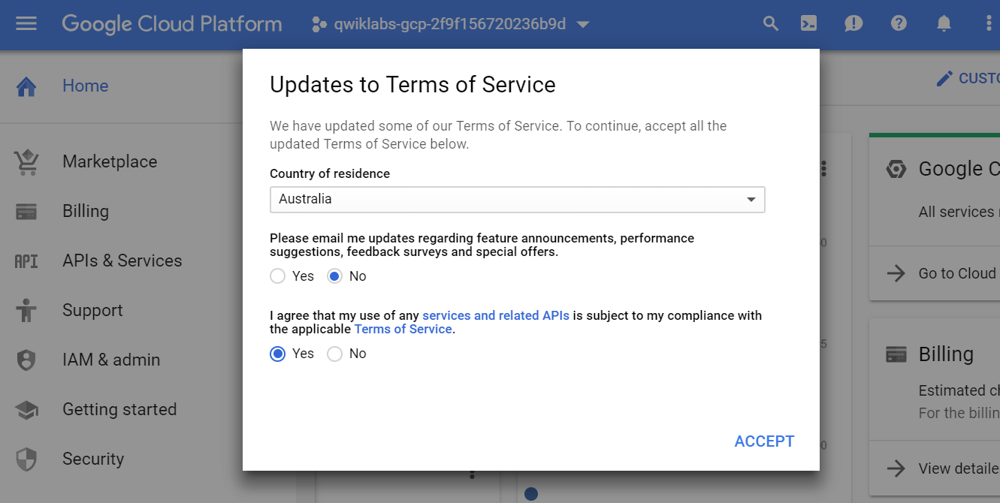 Google Cloud Platform
qwiklabs-gcp-2f9f156720236b9d
Home
Marketplace
Billing
API
APIs & Services
Support
IAM & admin
Getting started
Security
Updates to Terms of Service
We have updated some of our Terms of Service. To continue, accept all the
updated Terms of Service below.
Country of residence
Australia
Please email me updates regarding feature announcements, performance
suggestions, feedback surveys and special offers.
Yes
No
I agree that my use of any services and related APIs is subject to my compliance with
the applicable Terms of Service.
Yes
No
ACCEPT
CUSTO
Google C
All services
0
Go to Cloud
5
Billing
Estimated ch
For the billin
0
View detaile